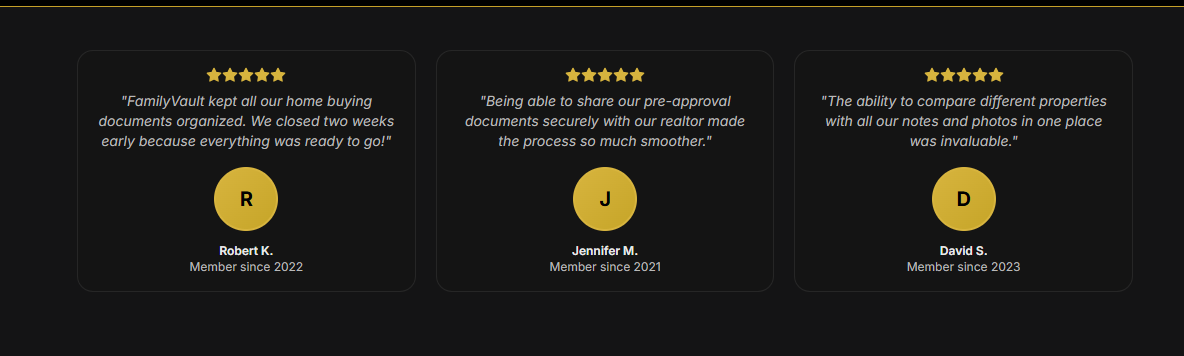 "FamilyVault kept all our home buying
documents organized. We closed two weeks
early because everything was ready to go!"
R
Robert K.
Member since 2022
"Being able to share our pre-approval
documents securely with our realtor made
the process so much smoother."
J
Jennifer M.
Member since 2021
"The ability to compare different properties
with all our notes and photos in one place
was invaluable."
D
David S.
Member since 2023